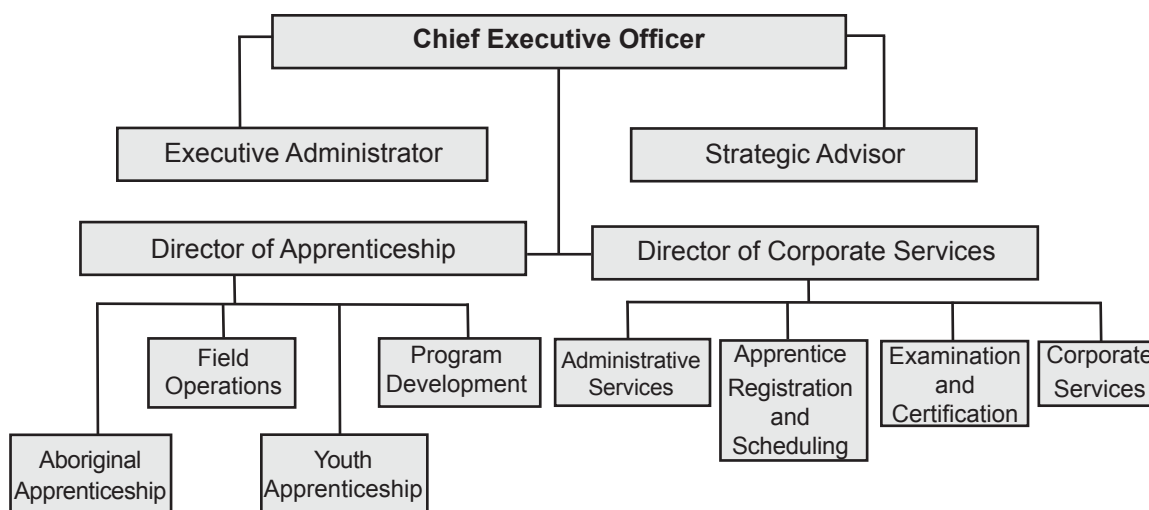 Chief Executive Officer
Executive Administrator
Strategic Advisor
Director of Apprenticeship
Director of Corporate Services
Field
Operations
Program
Development
Administrative
Services
Apprentice
Registration
and
Scheduling
Examination
and
Certification
Corporate
Services
Aboriginal
Apprenticeship
Youth
Apprenticeship